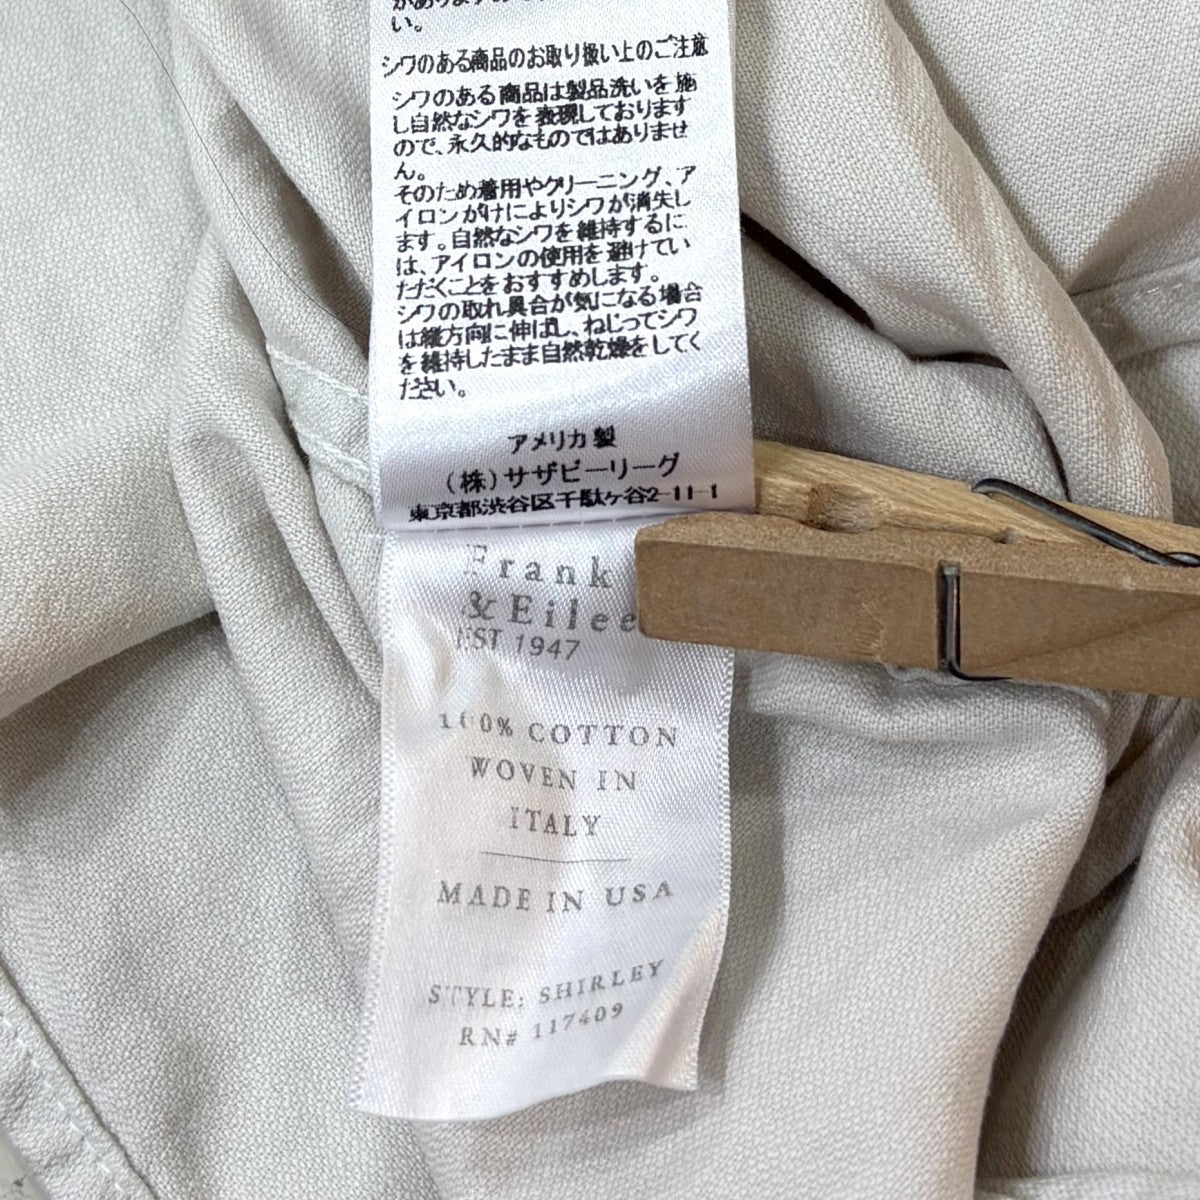 い。
シワのある商品のお取り扱い上のご注意
シワのある商品は製品洗いを施
し自然なシワを表現しております
ので、永久的なものではありませ
ん。
そのため着用やクリーニング、ア
イロンがけによりシワが消失し
ます。自然なシワを維持するに
は、アイロンの使用を避けてい
ただくことをおすすめします。
シワの取れ具合が気になる場合
は縦方向に伸ばし、ねじってシワ
を維持したまま自然乾燥をしてく
ださい。
アメリカ製
(株)サザビーリーグ
東京都渋谷区千駄ヶ谷2-11-1
Frank
&Eilee
EST 1947
100% COTTON
WOVEN IN
ITALY
MADE IN USA
STYLE: SHIRLEY
RN# 117409